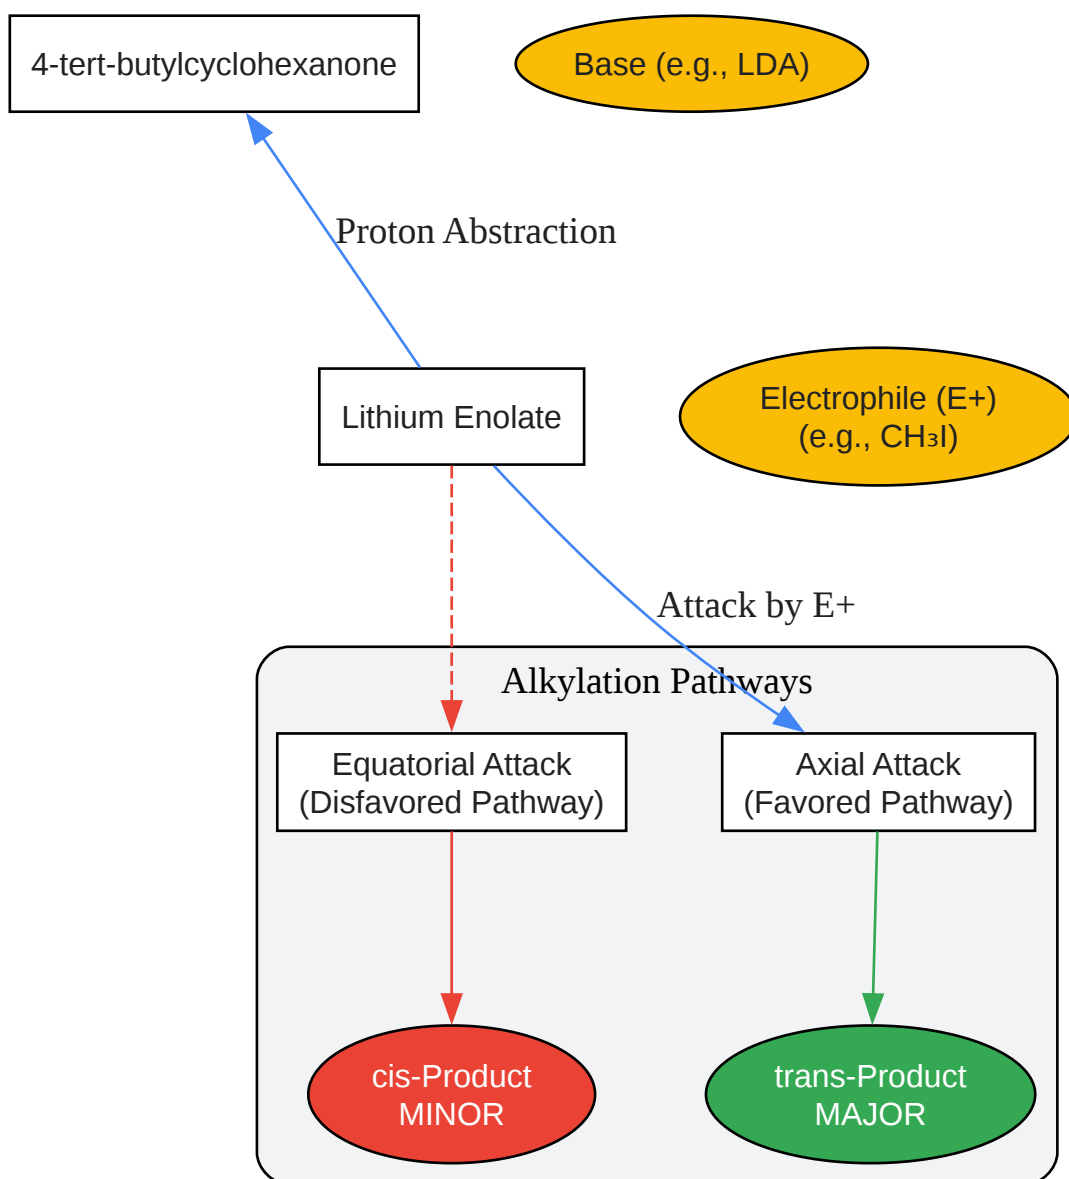 4-tert-butylcyclohexanone
Base (e.g., LDA)
Proton Abstraction
Lithium Enolate
Electrophile (E+)
(e.g., CH₃I)
Attack by E+
Alkylation Pathways
Equatorial Attack
(Disfavored Pathway)
Axial Attack
(Favored Pathway)
cis-Product
MINOR
trans-Product
MAJOR